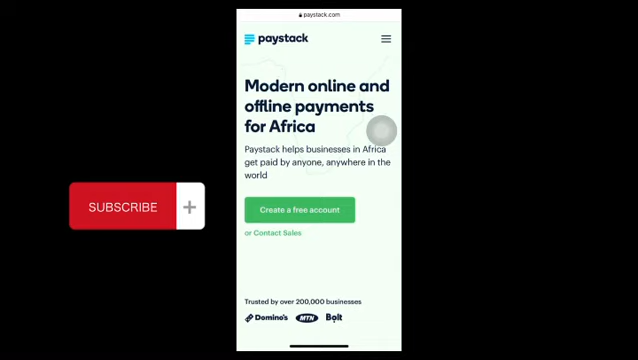 paystack.com
paystack
Modern online and
offline payments
for Africa
Paystack helps businesses in Africa
get paid by anyone, anywhere in the
world
SUBSCRIBE +
Create a free account
or Contact Sales
Trusted by over 200,000 businesses
Domino's MTN Bolt